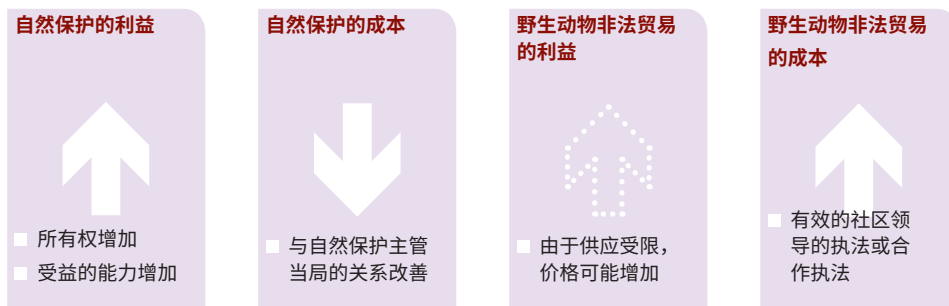 自然保护的利益
所有权增加
受益的能力增加
自然保护的成本
与自然保护主管
当局的关系改善
野生动物非法贸易
的利益
由于供应受限，
价格可能增加
野生动物非法贸易
的成本
有效的社区领
导的执法或合
作执法